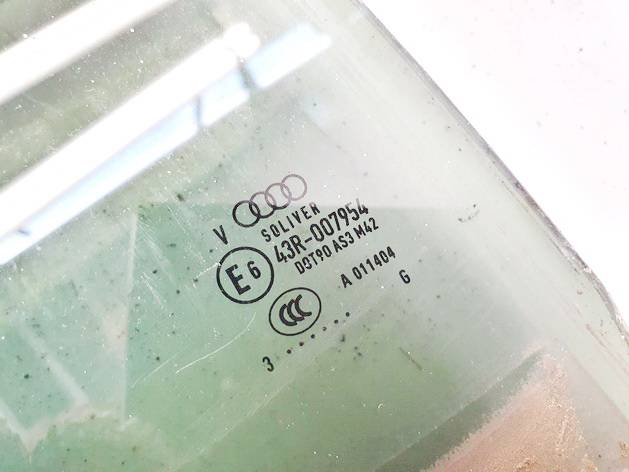 V
SOLIVER
43R-007954
DOT90 AS3 M42
E6
A 011404
CCC
G
3 .......